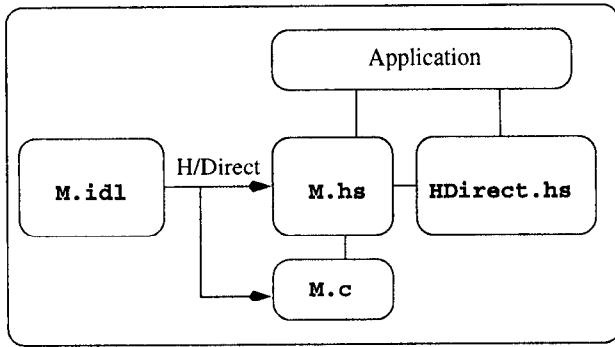 Application
H/Direct
M.idl
M.hs
HDirect.hs
M.c